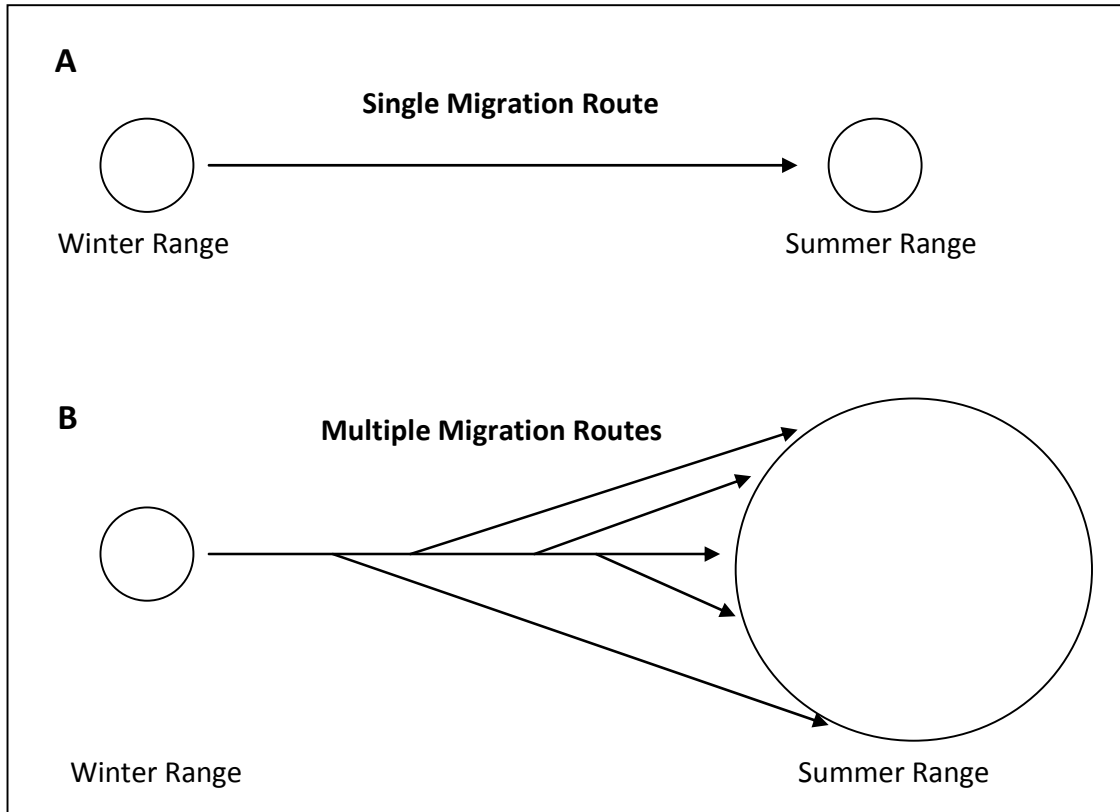 A
Single Migration Route
Winter Range
Summer Range
B
Multiple Migration Routes
Winter Range
Summer Range